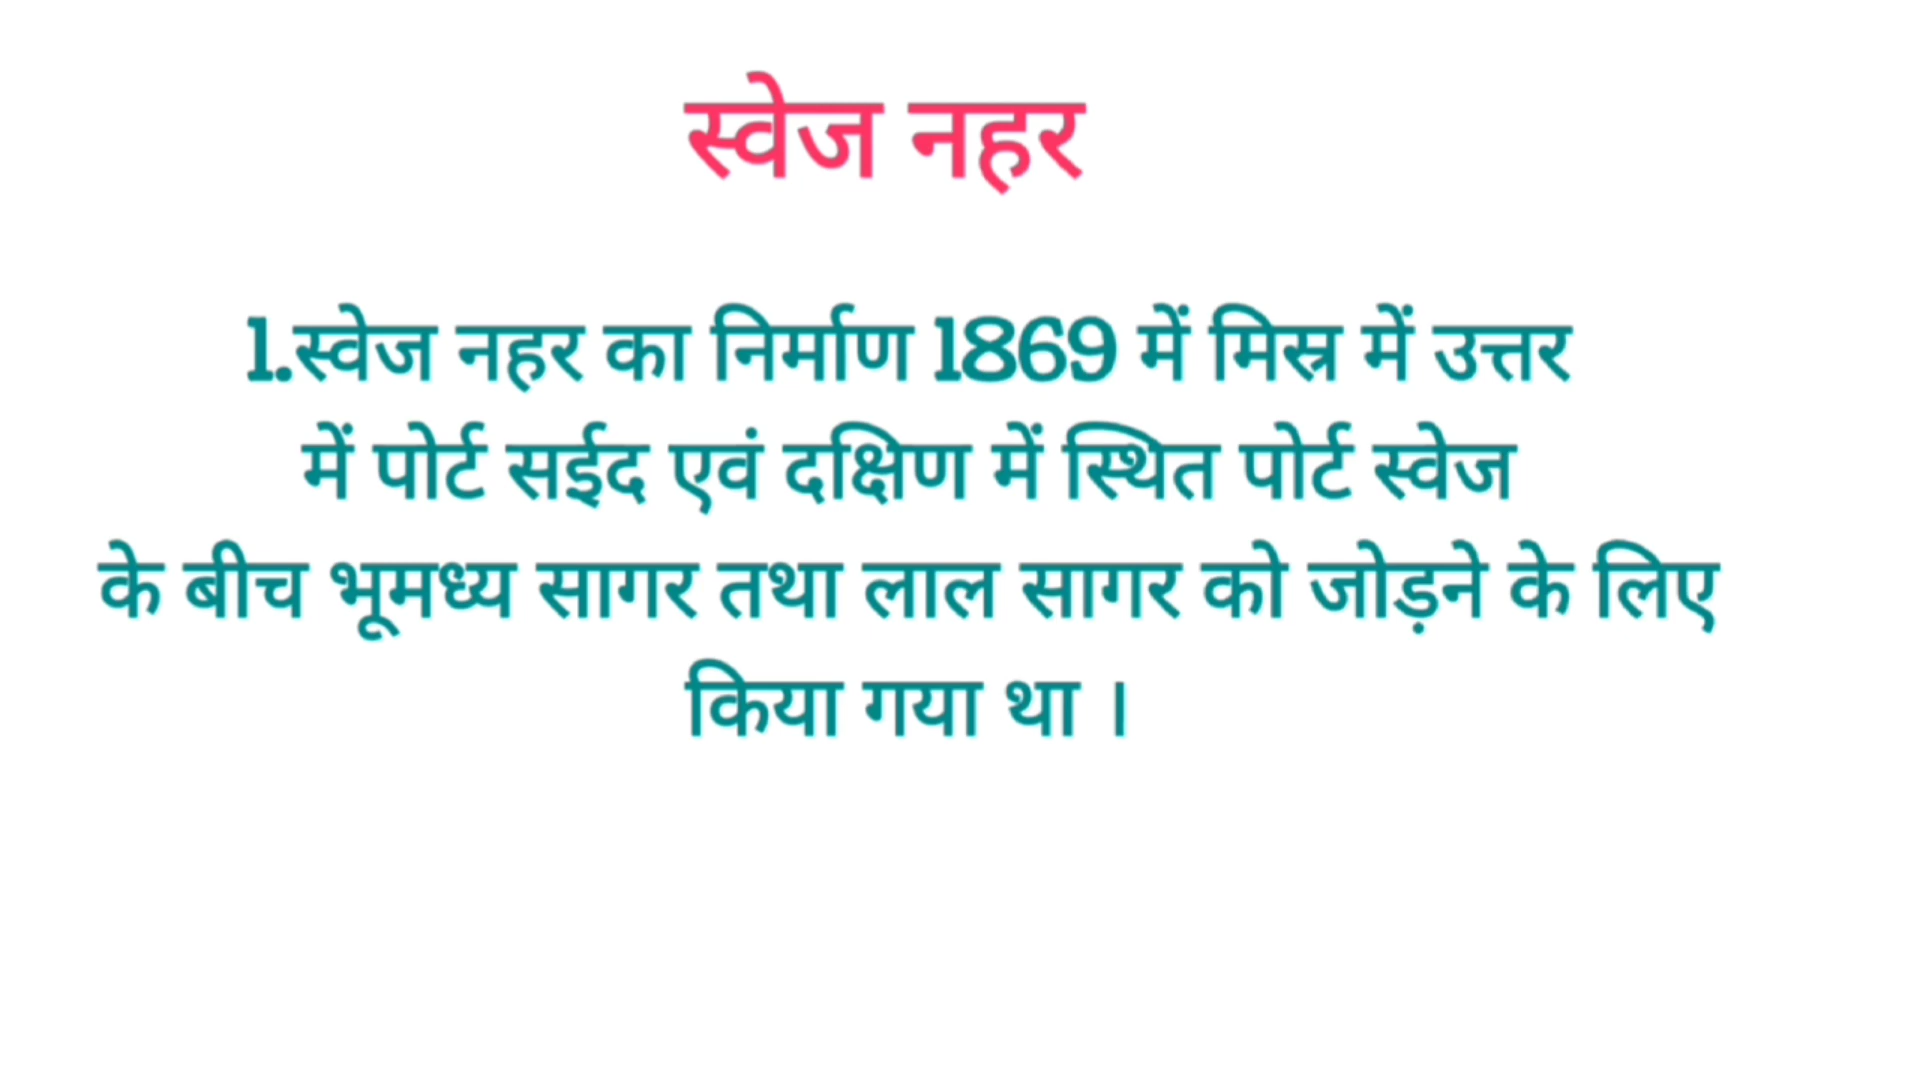 स्वेज नहर
1.स्वेज नहर का निर्माण 1869 में मिस्र में उत्तर
में पोर्ट सईद एवं दक्षिण में स्थित पोर्ट स्वेज
के बीच भूमध्य सागर तथा लाल सागर को जोड़ने के लिए
किया गया था ।